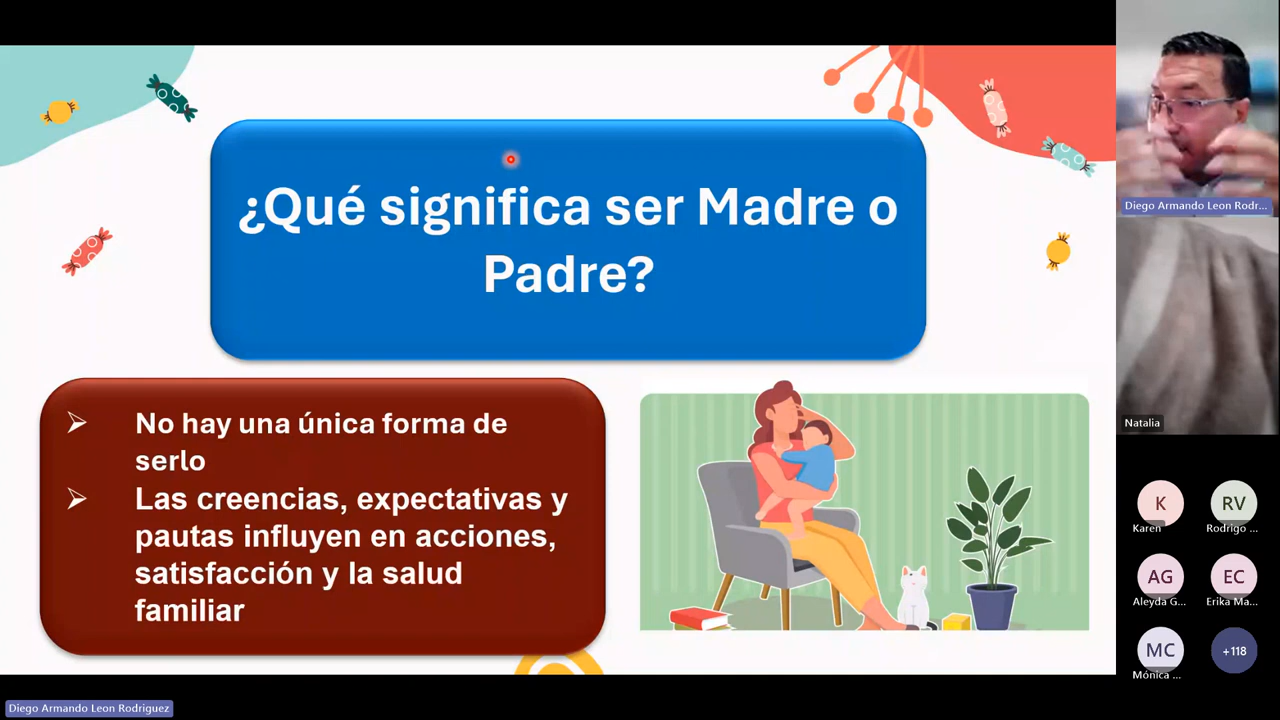 ¿Qué significa ser Madre o
Padre?
No hay una única forma de
serlo
Las creencias, expectativas y
pautas influyen en acciones,
satisfacción y la salud
familiar
Diego Armando Leon Rodr...
Natalia
K
RV
Karen
Rodrigo ...
AG
EC
Aleyda G...
Erika Ma...
MC
+118
Mónica ...
Diego Armando Leon Rodriguez